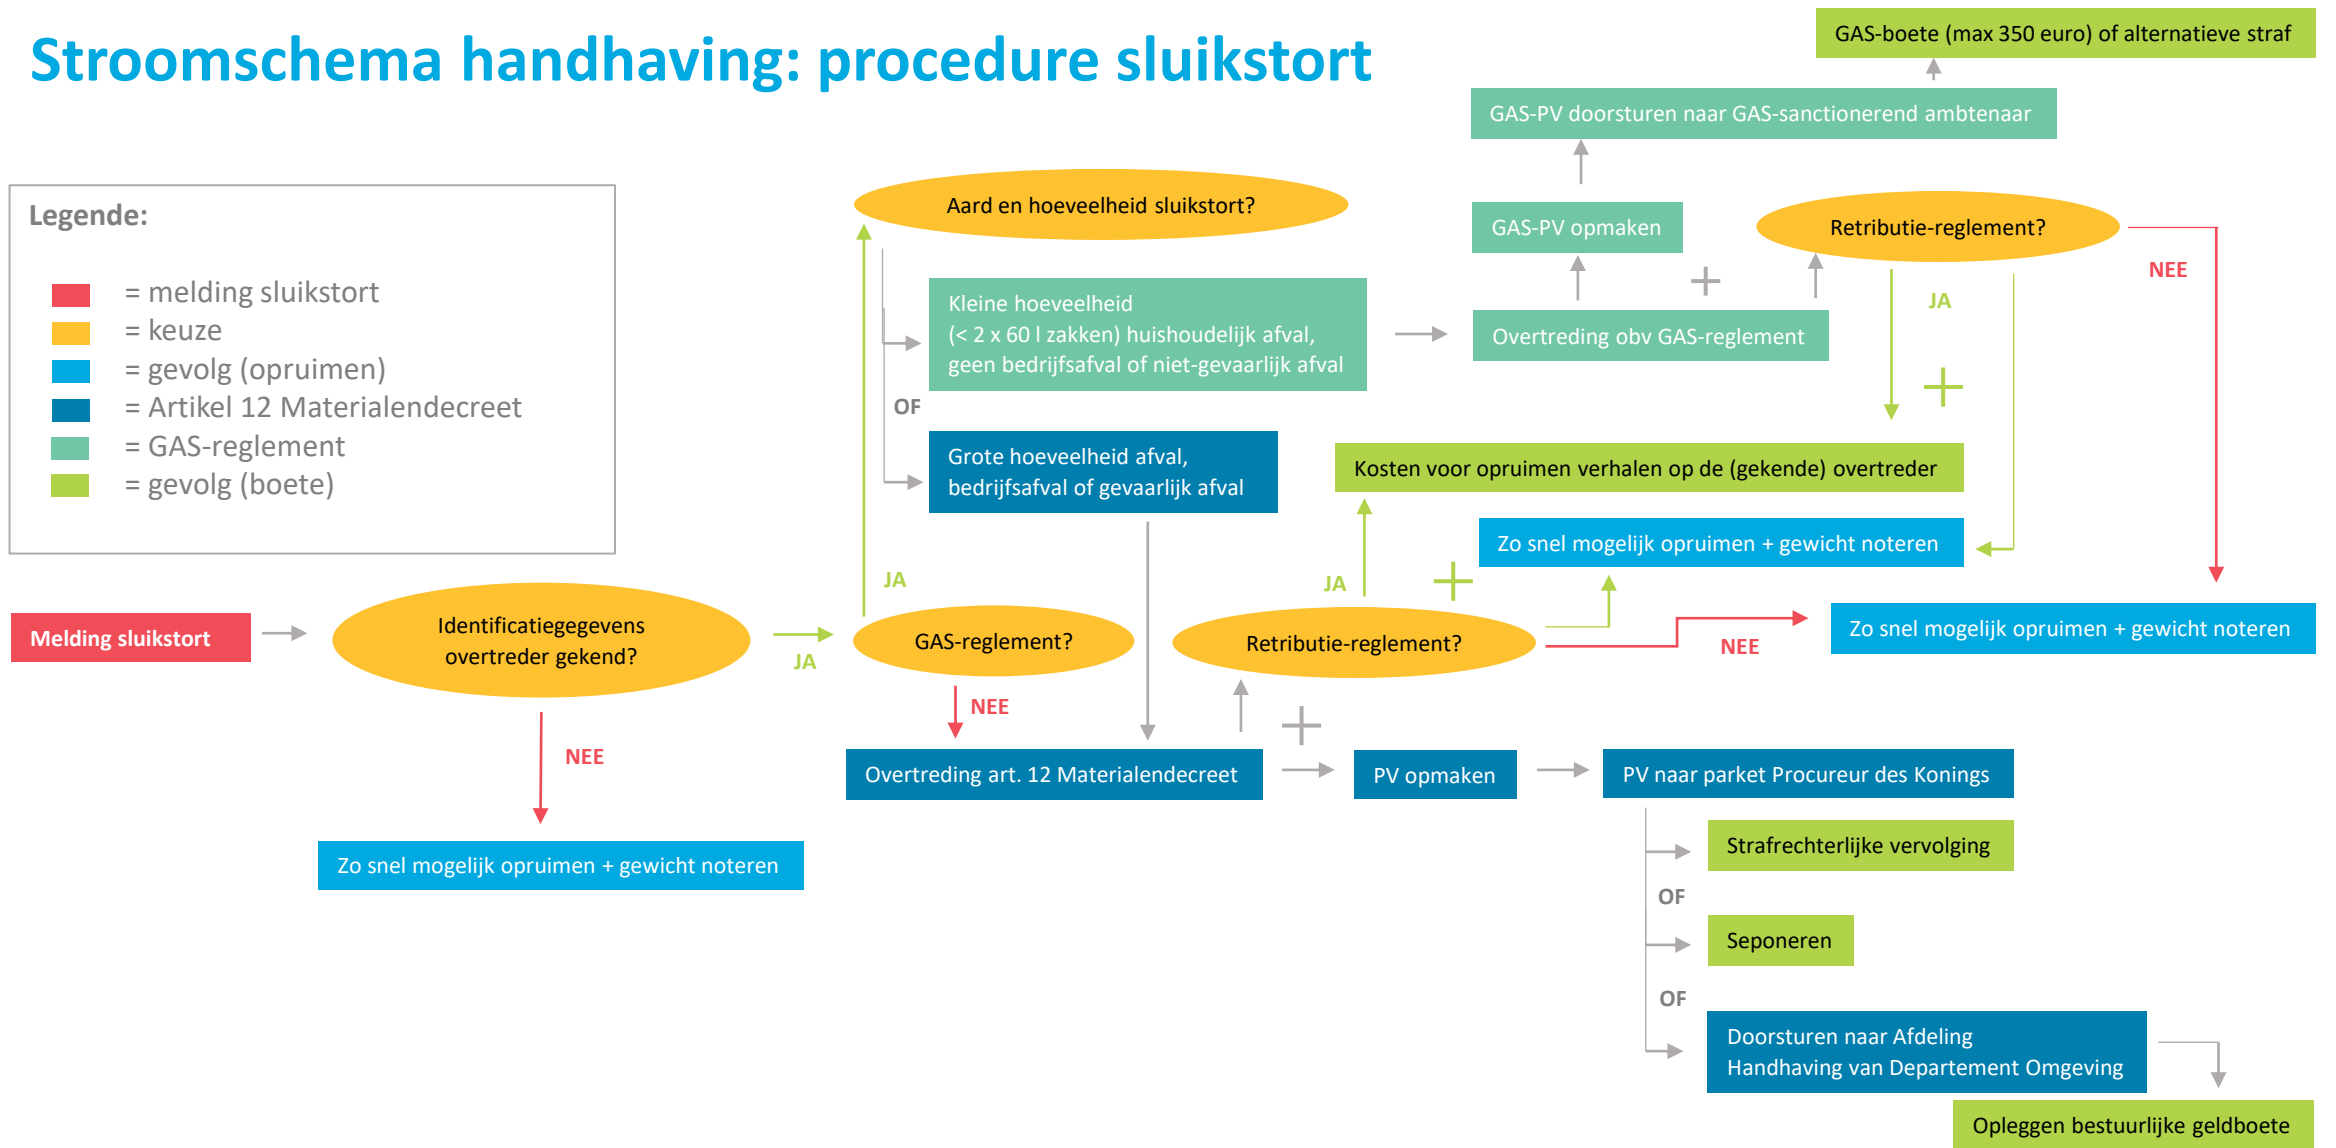 Stroomschema handhaving: procedure sluikstort
Legende:
= melding sluikstort
= keuze
= gevolg (opruimen)
= Artikel 12 Materialendecreet
= GAS-reglement
= gevolg (boete)
Melding sluikstort
Identificatiegegevens
overtreder gekend?
NEE
Zo snel mogelijk opruimen + gewicht noteren
JA
GAS-reglement?
JA
Aard en hoeveelheid sluikstort?
Kleine hoeveelheid
(< 2 x 60 l zakken) huishoudelijk afval,
geen bedrijfsafval of niet-gevaarlijk afval
OF
Grote hoeveelheid afval,
bedrijfsafval of gevaarlijk afval
NEE
Overtreding art. 12 Materialendecreet
Overtreding obv GAS-reglement
GAS-PV opmaken
GAS-PV doorsturen naar GAS-sanctionerend ambtenaar
GAS-boete (max 350 euro) of alternatieve straf
+
Retributie-reglement?
NEE
JA
+
Kosten voor opruimen verhalen op de (gekende) overtreder
Zo snel mogelijk opruimen + gewicht noteren
JA
+
Retributie-reglement?
NEE
Zo snel mogelijk opruimen + gewicht noteren
+
PV opmaken
PV naar parket Procureur des Konings
Strafrechterlijke vervolging
OF
Seponeren
OF
Doorsturen naar Afdeling
Handhaving van Departement Omgeving
Opleggen bestuurlijke geldboete